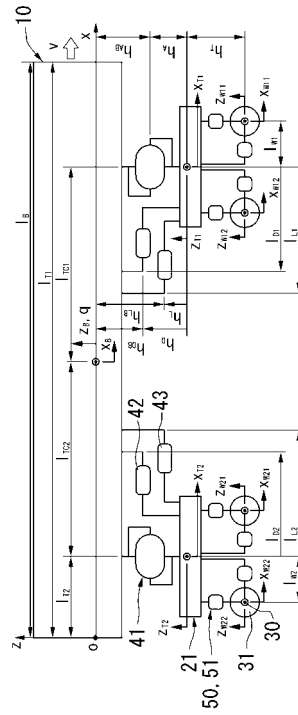 10
V
X
Z
O
l_B
l_T1
l_TC1
l_TC2
l_T2
Z_B, q
X_B
h_AB
h_A
h_T
h_LB
h_L
h_DB
h_D
X_T1
Z_T1
X_T2
Z_T2
Z_W11
X_W11
Z_W12
X_W12
Z_W21
X_W21
Z_W22
X_W22
l_W1
l_D1
l_L1
l_D2
l_L2
l_W2
42
43
41
21
50, 51
31
30